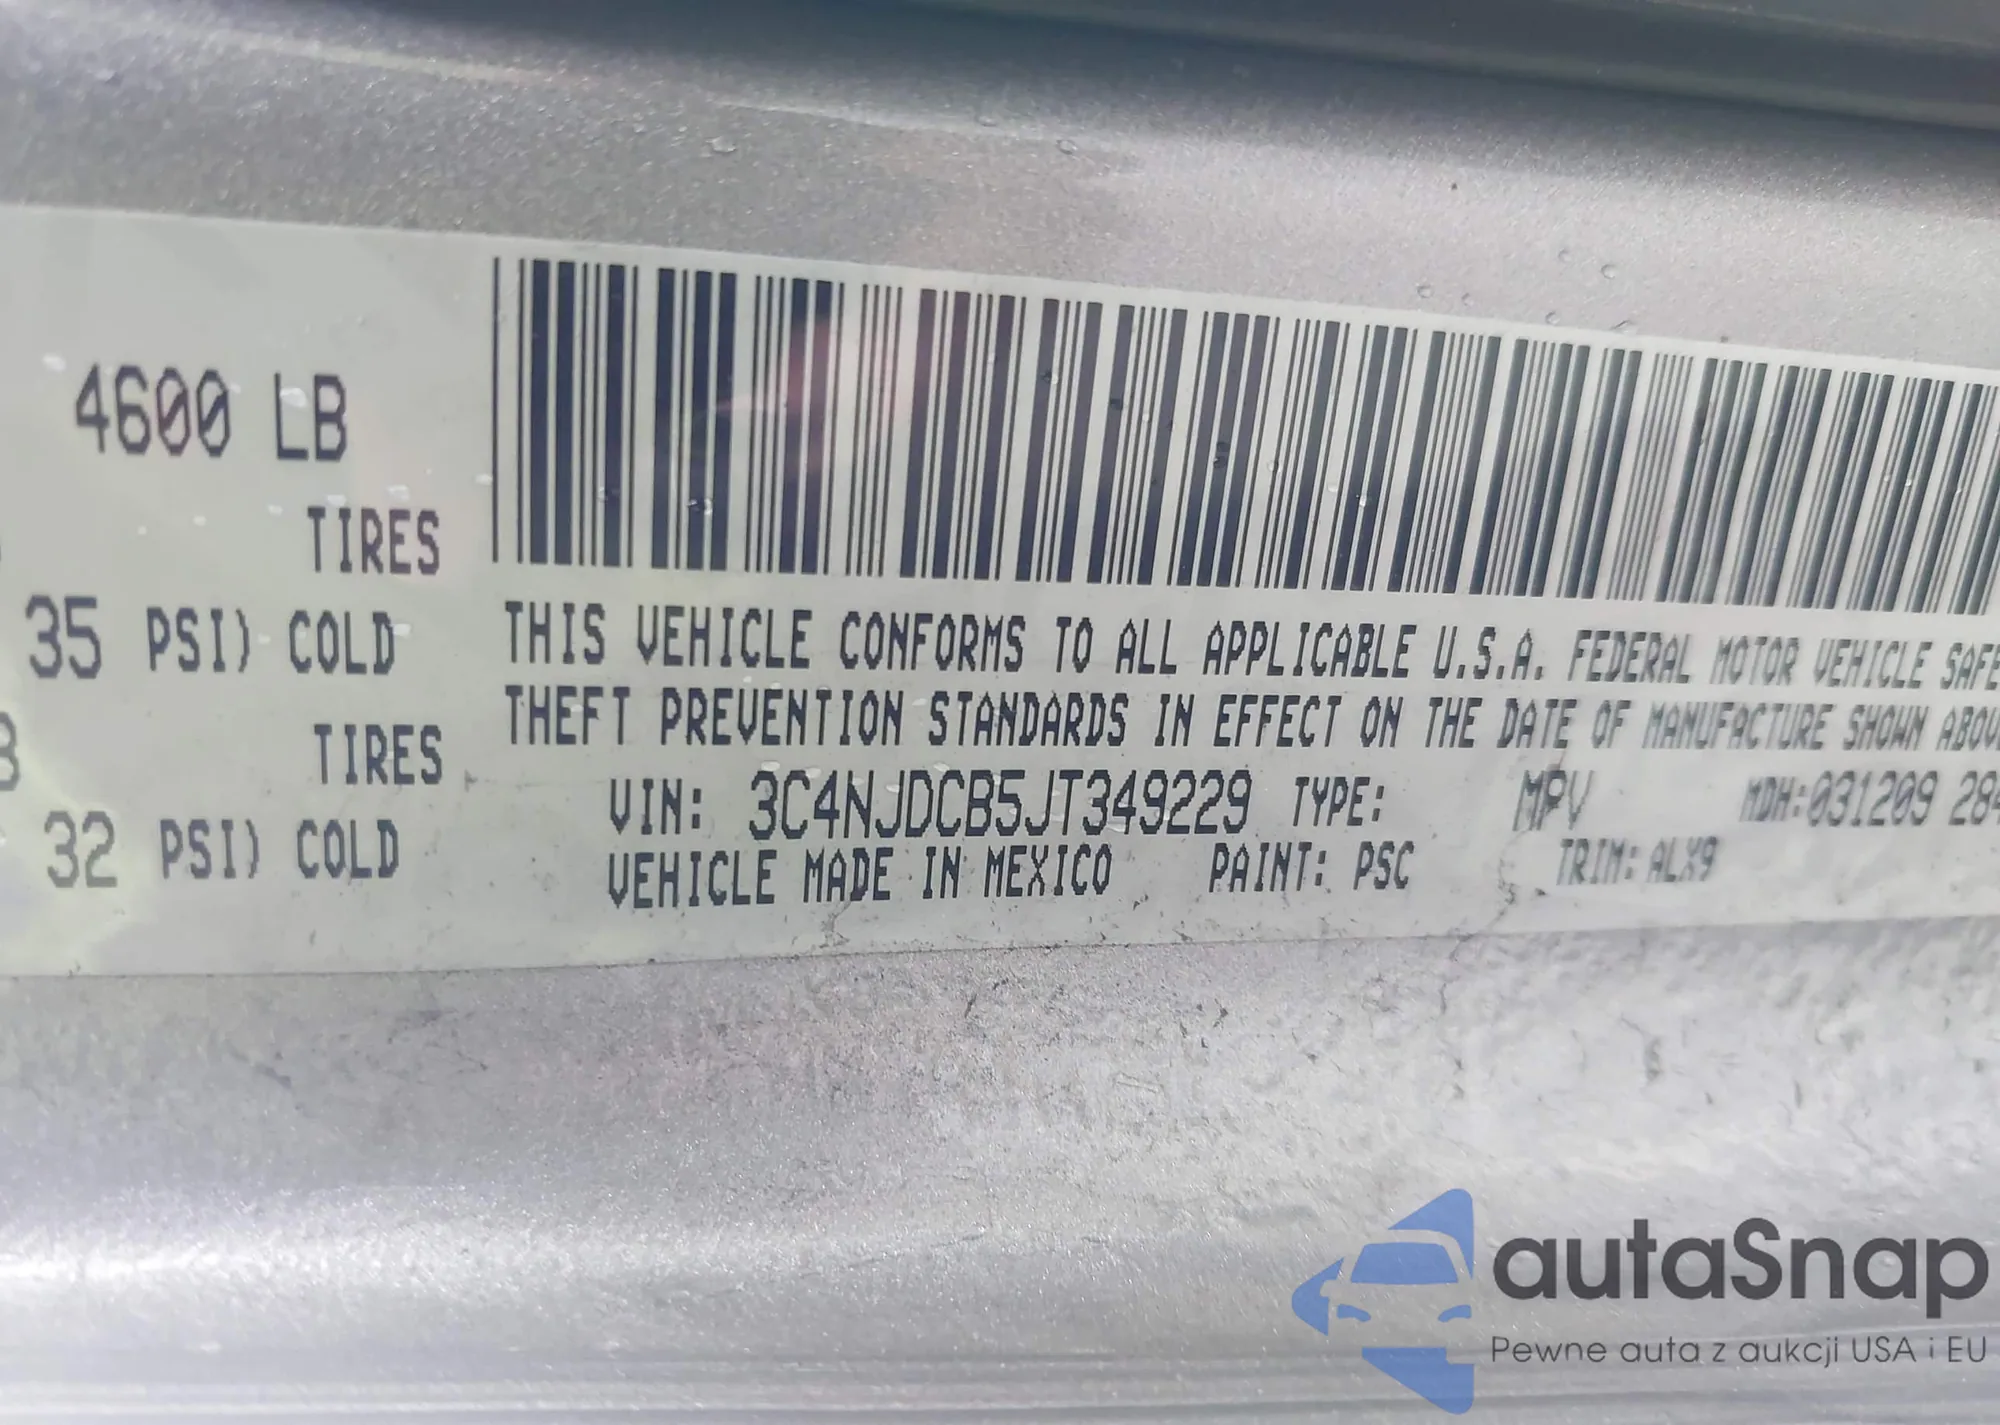 4600 LB
TIRES
35 PSI) COLD
TIRES
32 PSI) COLD
THIS VEHICLE CONFORMS TO ALL APPLICABLE U.S.A. FEDERAL MOTOR VEHICLE SAFE
THEFT PREVENTION STANDARDS IN EFFECT ON THE DATE OF MANUFACTURE SHOWN ABOV
VIN: 3C4NJDCB5JT349229 TYPE: MPV MDH:031209 284
VEHICLE MADE IN MEXICO PAINT: PSC TRIM: ALX9
autaSnap
Pewne auta z aukcji USA i EU